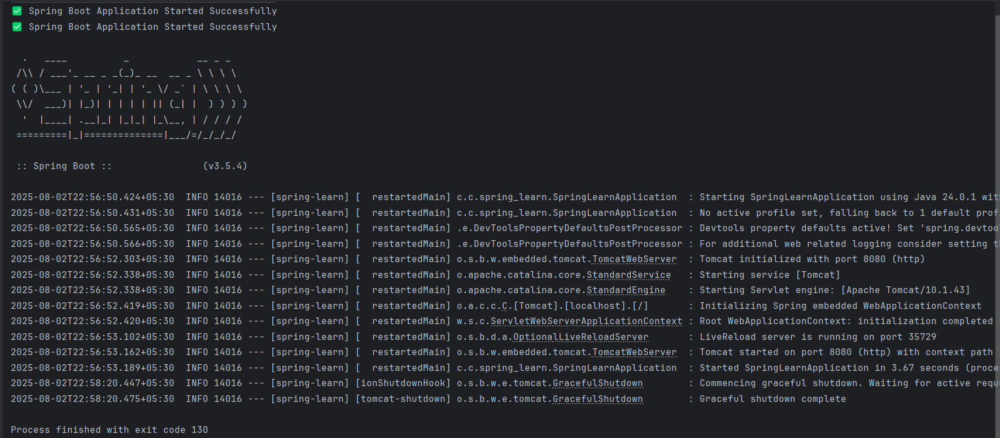 ✅ Spring Boot Application Started Successfully
✅ Spring Boot Application Started Successfully

  .   ____          _            __ _ _
 /\\ / ___'_ __ _ _(_)_ __  __ _ \ \ \ \
( ( )\___ | '_ | '_| | '_ \/ _` | \ \ \ \
 \\/  ___)| |_)| | | | | || (_| |  ) ) ) )
  '  |____| .__|_| |_|_| |_\__, | / / / /
 =========|_|==============|___/=/_/_/_/

 :: Spring Boot ::                (v3.5.4)

2025-08-02T22:56:50.424+05:30  INFO 14016 --- [spring-learn] [  restartedMain] c.c.spring_learn.SpringLearnApplication  : Starting SpringLearnApplication using Java 24.0.1
2025-08-02T22:56:50.431+05:30  INFO 14016 --- [spring-learn] [  restartedMain] c.c.spring_learn.SpringLearnApplication  : No active profile set, falling back to 1 default
2025-08-02T22:56:50.565+05:30  INFO 14016 --- [spring-learn] [  restartedMain] .e.DevToolsPropertyDefaultsPostProcessor : Devtools property defaults active! Set 'spring.devtool
2025-08-02T22:56:50.566+05:30  INFO 14016 --- [spring-learn] [  restartedMain] .e.DevToolsPropertyDefaultsPostProcessor : For additional web related logging consider setting
2025-08-02T22:56:52.303+05:30  INFO 14016 --- [spring-learn] [  restartedMain] o.s.b.w.embedded.tomcat.TomcatWebServer  : Tomcat initialized with port 8080 (http)
2025-08-02T22:56:52.338+05:30  INFO 14016 --- [spring-learn] [  restartedMain] o.apache.catalina.core.StandardService   : Starting service [Tomcat]
2025-08-02T22:56:52.338+05:30  INFO 14016 --- [spring-learn] [  restartedMain] o.apache.catalina.core.StandardEngine    : Starting Servlet engine: [Apache Tomcat/10.1.43]
2025-08-02T22:56:52.419+05:30  INFO 14016 --- [spring-learn] [  restartedMain] o.a.c.c.C.[Tomcat].[localhost].[/]       : Initializing Spring embedded WebApplicationContext
2025-08-02T22:56:52.420+05:30  INFO 14016 --- [spring-learn] [  restartedMain] w.s.c.ServletWebServerApplicationContext : Root WebApplicationContext: initialization completed
2025-08-02T22:56:53.102+05:30  INFO 14016 --- [spring-learn] [  restartedMain] o.s.b.d.a.OptionalLiveReloadServer       : LiveReload server is running on port 35729
2025-08-02T22:56:53.162+05:30  INFO 14016 --- [spring-learn] [  restartedMain] o.s.b.w.embedded.tomcat.TomcatWebServer  : Tomcat started on port 8080 (http) with context path
2025-08-02T22:56:53.189+05:30  INFO 14016 --- [spring-learn] [  restartedMain] c.c.spring_learn.SpringLearnApplication  : Started SpringLearnApplication in 3.67 seconds (proce
2025-08-02T22:58:20.447+05:30  INFO 14016 --- [spring-learn] [ionShutdownHook] o.s.b.w.e.tomcat.GracefulShutdown        : Commencing graceful shutdown. Waiting for active requ
2025-08-02T22:58:20.475+05:30  INFO 14016 --- [spring-learn] [tomcat-shutdown] o.s.b.w.e.tomcat.GracefulShutdown        : Graceful shutdown complete

Process finished with exit code 130